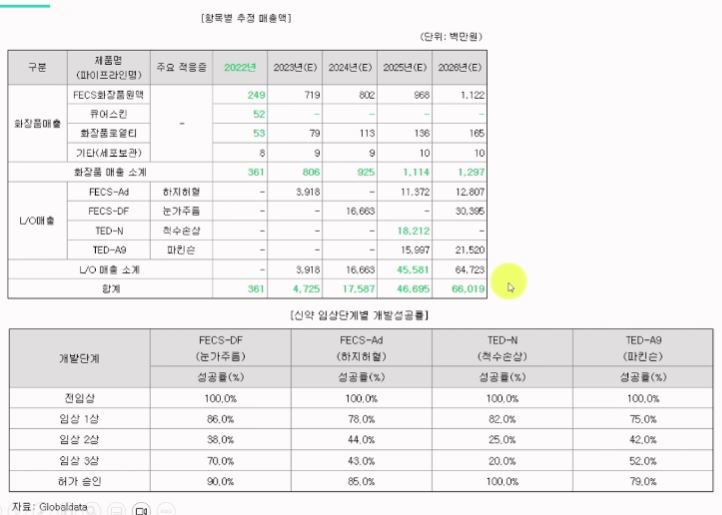 [항목별 추정 매출액]
(단위: 백만원)
구분 제품명 (파이프라인명) 주요 적응증 2022년 2023년(E) 2024년(E) 2025년(E) 2026년(E)
화장품매출 FECS화장품원액 - 249 719 802 968 1,122
큐어스킨 52 - - - -
화장품로열티 53 79 113 136 165
기타(세포보관) 8 9 9 10 10
화장품 매출 소계 361 806 925 1,114 1,297
L/O매출 FECS-Ad 하지허혈 - 3,918 - 11,372 12,807
FECS-DF 눈가주름 - - 16,663 - 30,395
TED-N 척수손상 - - - 18,212 -
TED-A9 파킨슨 - - - 15,997 21,520
L/O 매출 소계 - 3,918 16,663 45,581 64,723
합계 361 4,725 17,587 46,695 66,019
[신약 임상단계별 개발성공률]
개발단계 FECS-DF FECS-Ad TED-N TED-A9
(눈가주름) (하지허혈) (척수손상) (파킨슨)
성공률(%) 성공률(%) 성공률(%) 성공률(%)
전임상 100.0% 100.0% 100.0% 100.0%
임상 1상 86.0% 78.0% 82.0% 75.0%
임상 2상 38.0% 44.0% 25.0% 42.0%
임상 3상 70.0% 43.0% 20.0% 52.0%
허가 승인 90.0% 85.0% 100.0% 79.0%
자료: Globaldata